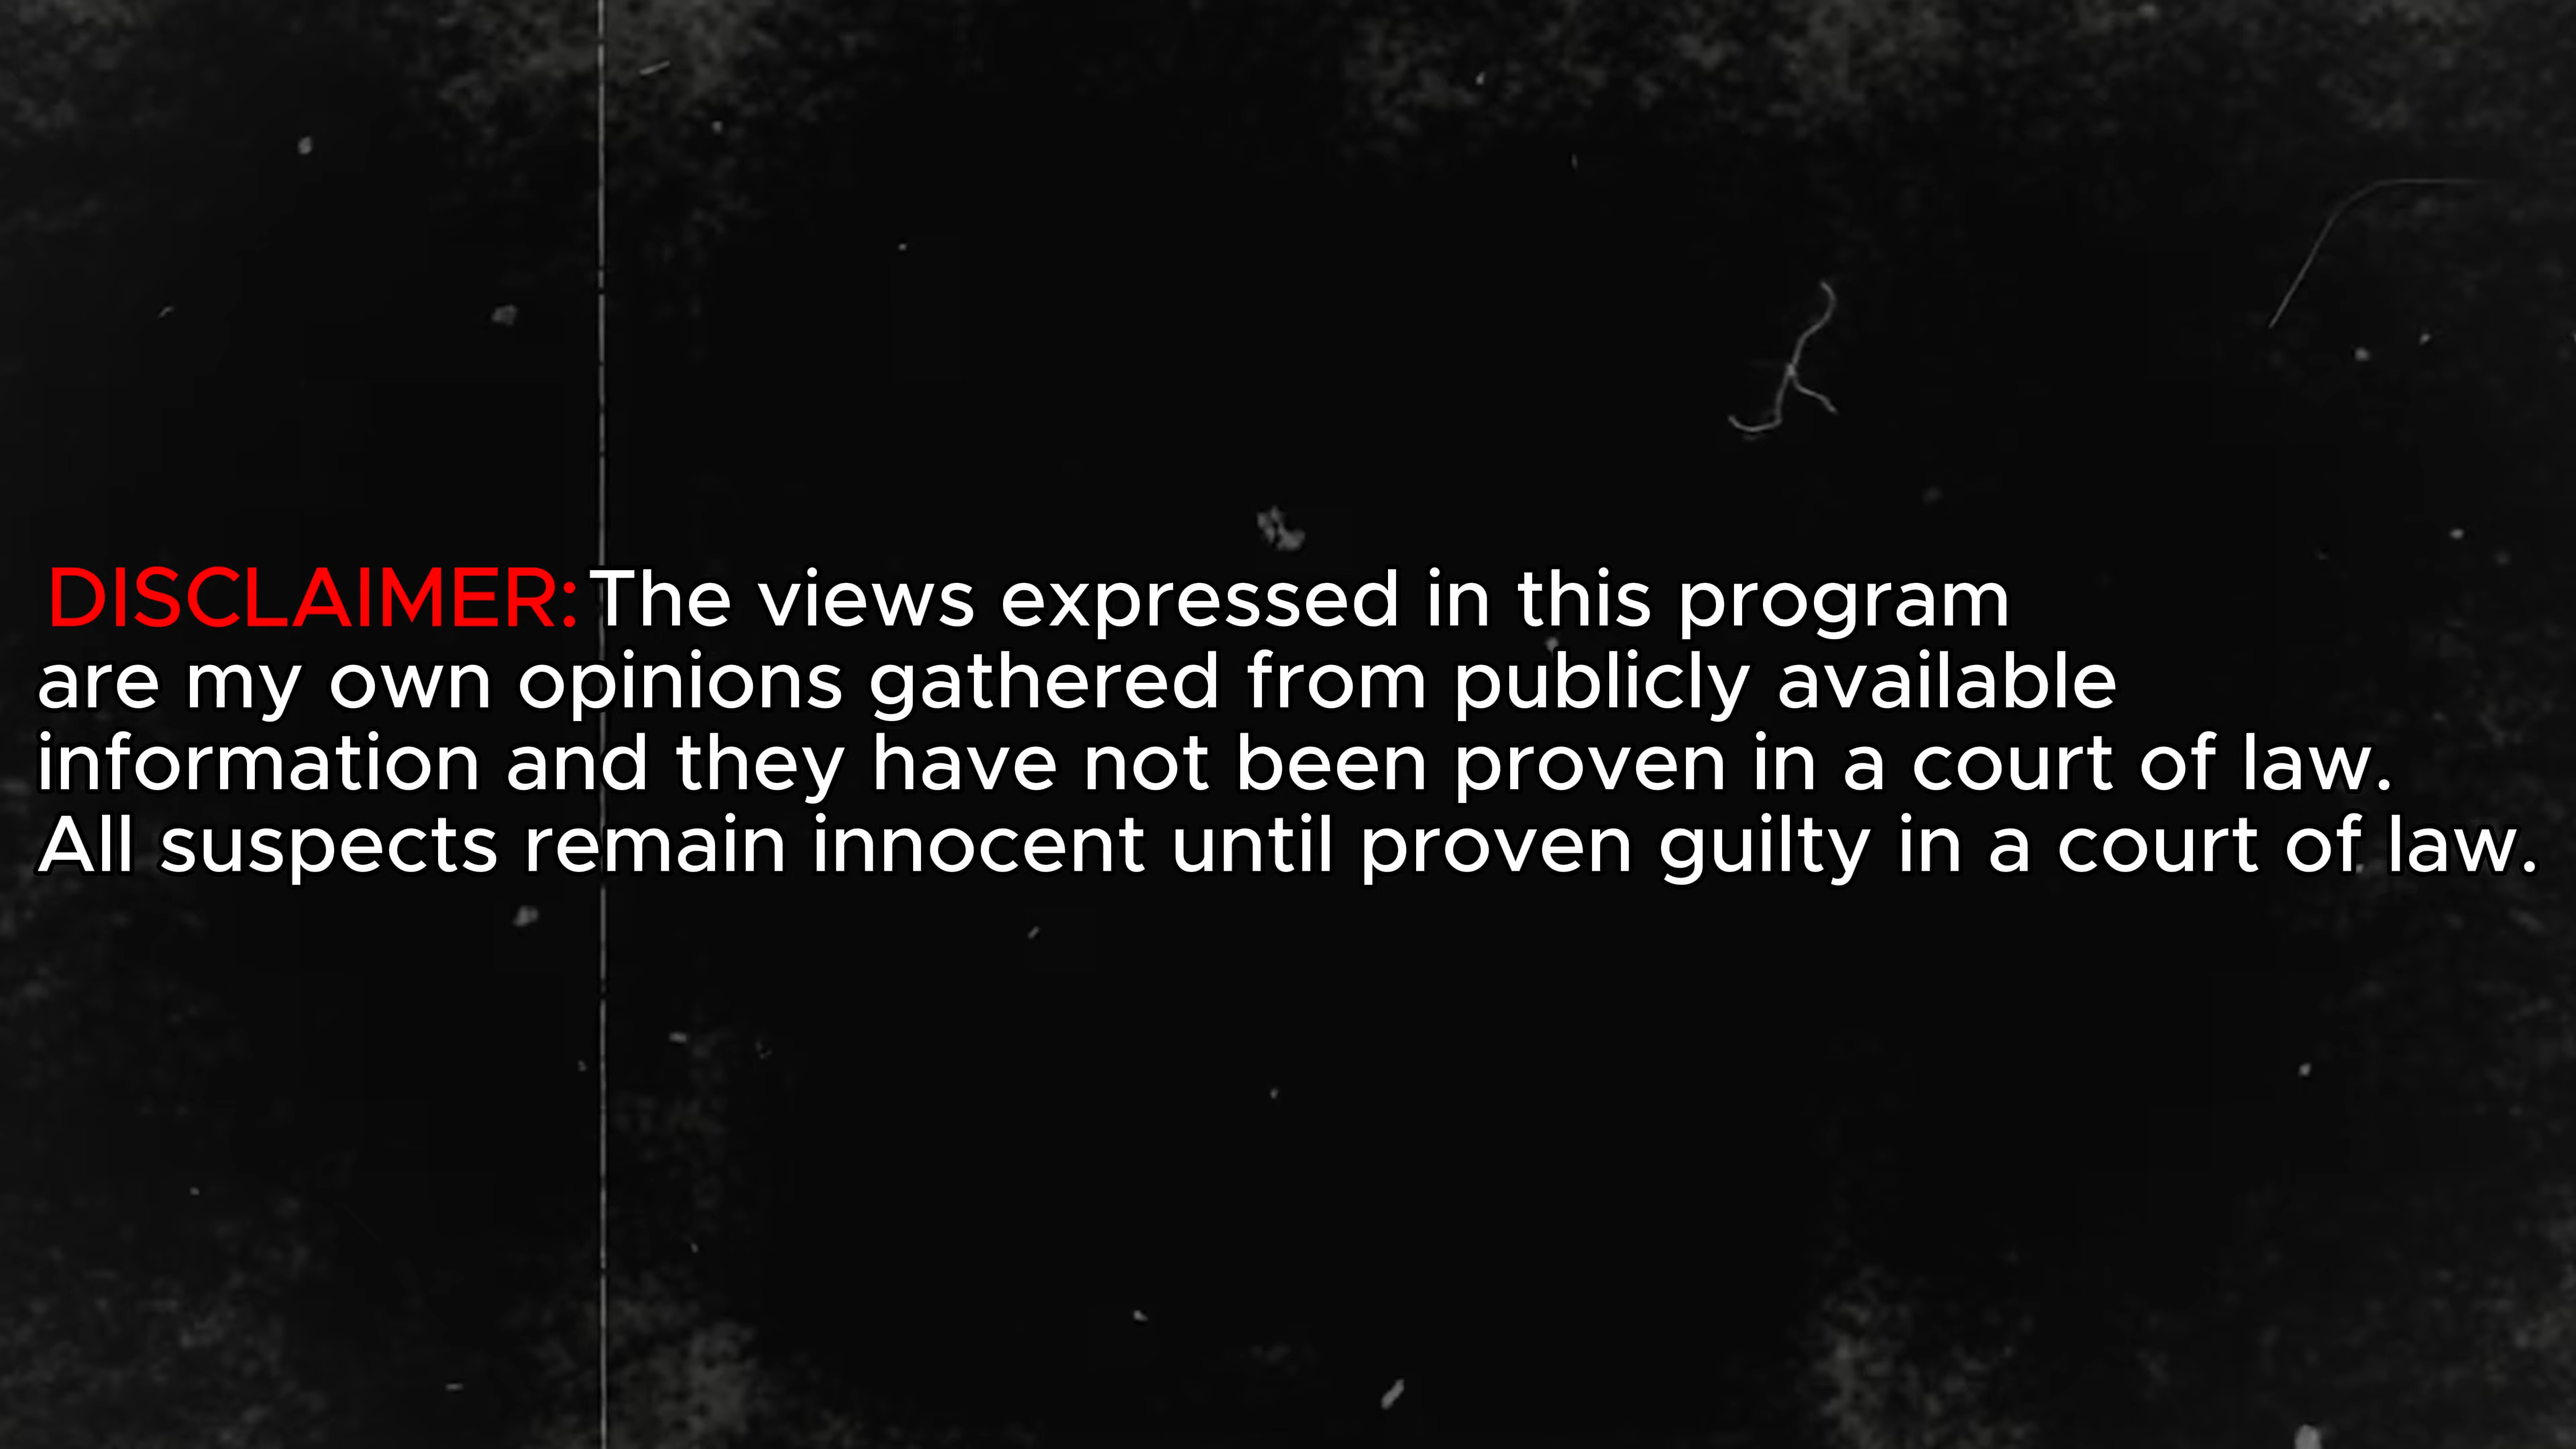 DISCLAIMER: The views expressed in this program
are my own opinions gathered from publicly available
information and they have not been proven in a court of law.
All suspects remain innocent until proven guilty in a court of law.